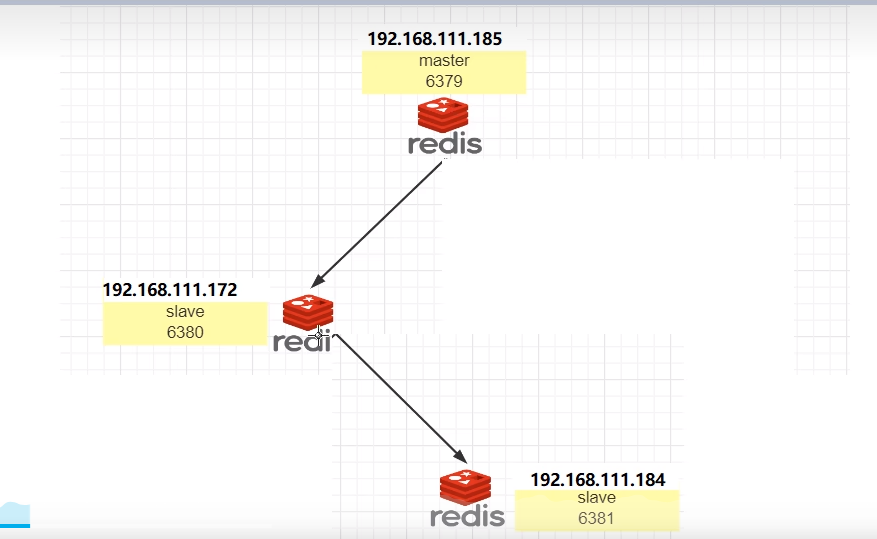 192.168.111.185
master
6379
redis
192.168.111.172
slave
6380
redi
192.168.111.184
slave
6381
redis